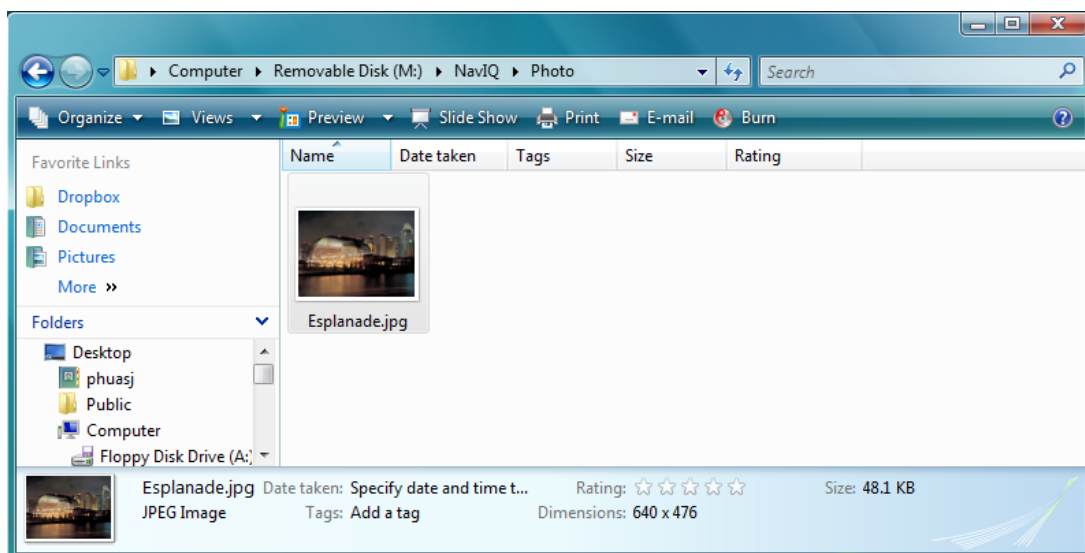 Computer Removable Disk (M:) NavIQ Photo Search
Organize Views Preview Slide Show Print E-mail Burn
Favorite Links
Dropbox
Documents
Pictures
More »
Folders
Desktop
phuasj
Public
Computer
Floppy Disk Drive (A:)
Name Date taken Tags Size Rating
Esplanade.jpg
Esplanade.jpg Date taken: Specify date and time t... Rating: Size: 48.1 KB
JPEG Image Tags: Add a tag Dimensions: 640 x 476